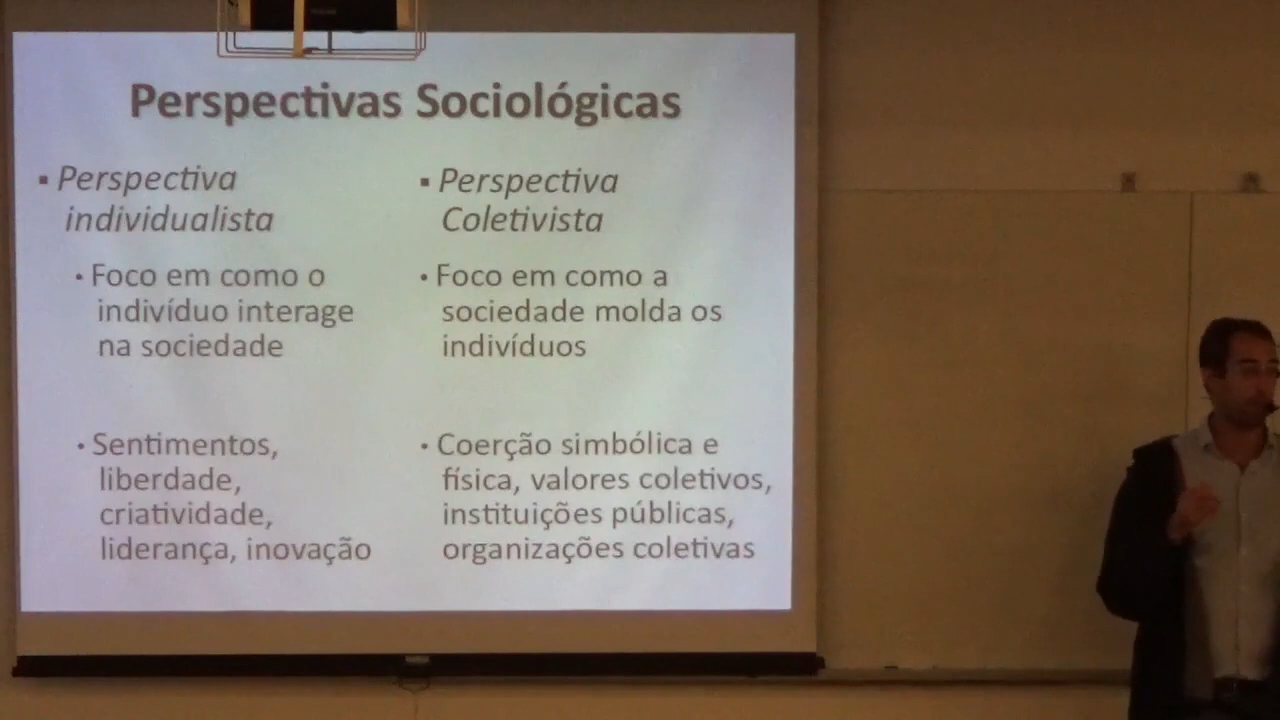 Perspectivas Sociológicas
▪ Perspectiva
individualista
• Foco em como o
indivíduo interage
na sociedade
• Sentimentos,
liberdade,
criatividade,
liderança, inovação
▪ Perspectiva
Coletivista
• Foco em como a
sociedade molda os
indivíduos
• Coerção simbólica e
física, valores coletivos,
instituições públicas,
organizações coletivas